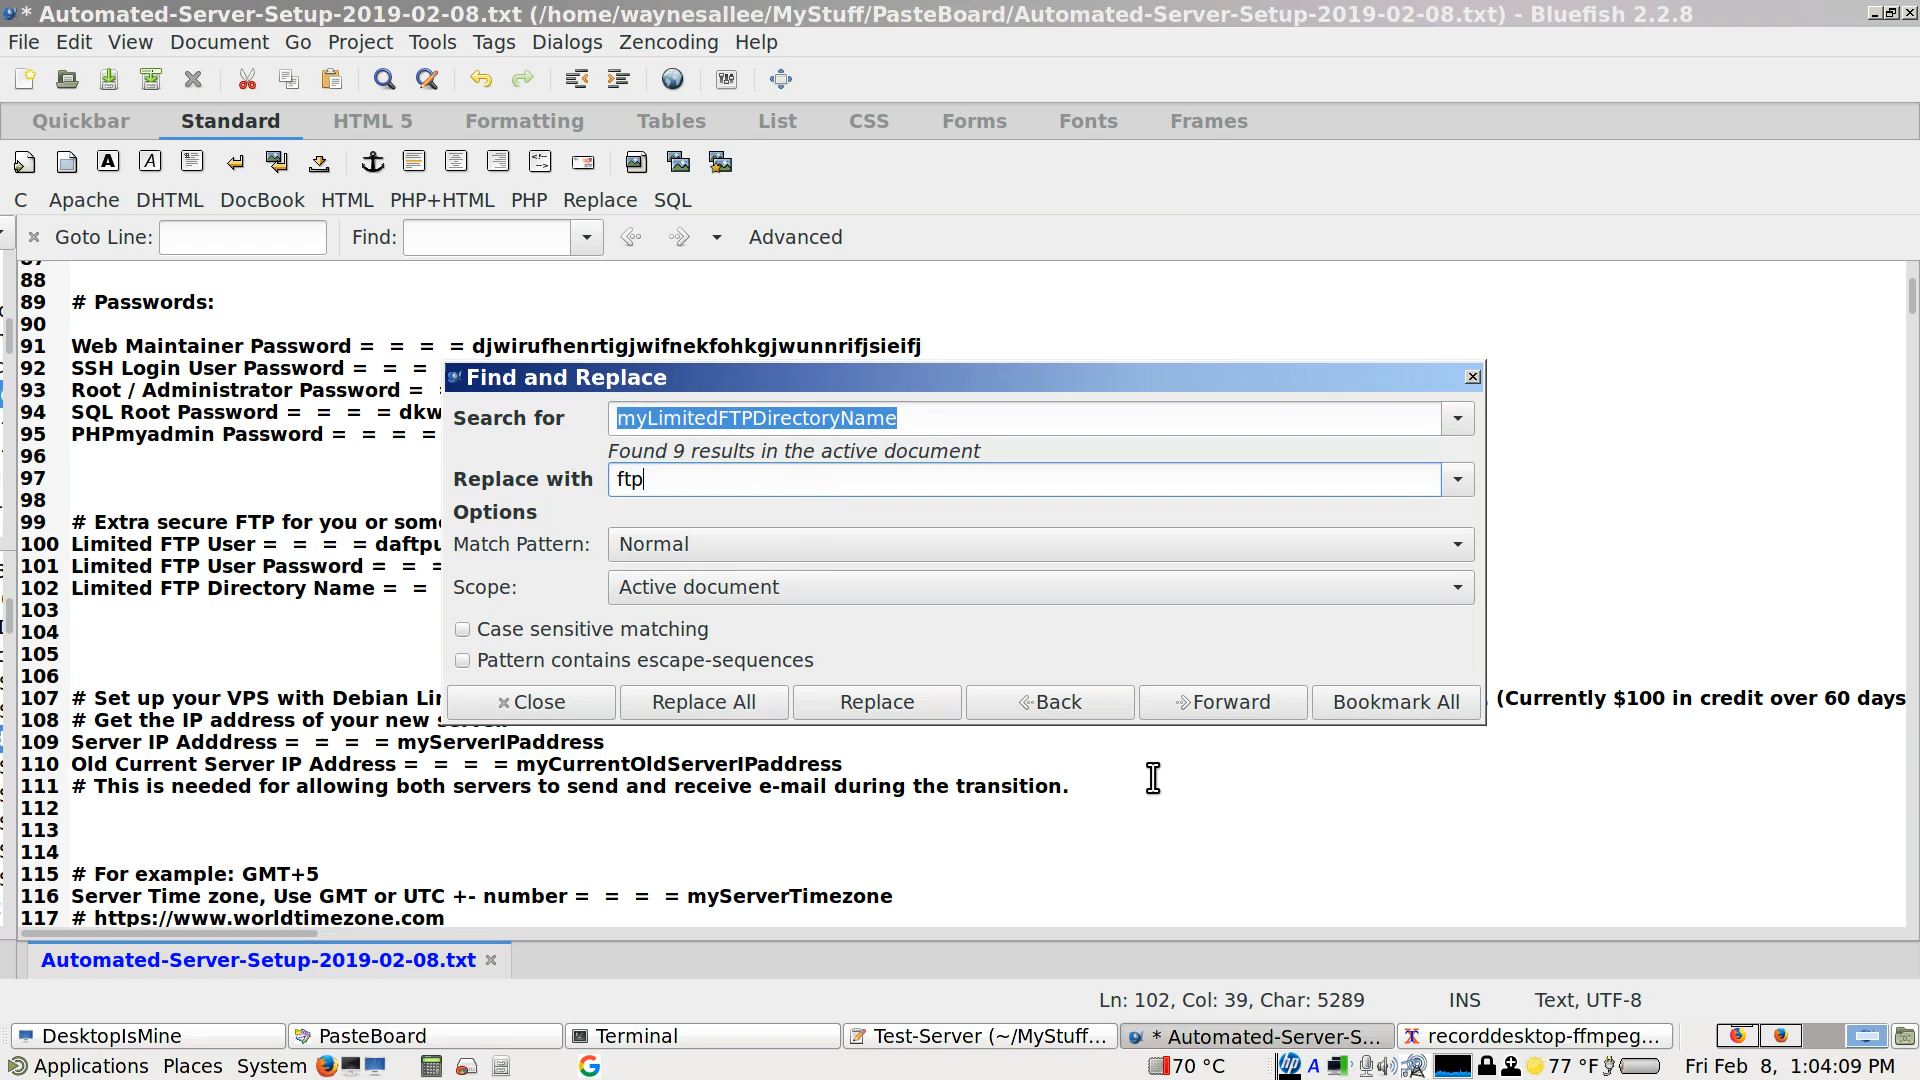 * Automated-Server-Setup-2019-02-08.txt (/home/waynesallee/MyStuff/PasteBoard/Automated-Server-Setup-2019-02-08.txt) - Bluefish 2.2.8
File Edit View Document Go Project Tools Tags Dialogs Zencoding Help
Quickbar Standard HTML 5 Formatting Tables List CSS Forms Fonts Frames
C Apache DHTML DocBook HTML PHP+HTML PHP Replace SQL
Goto Line: Find: Advanced
87
88
89 # Passwords:
90
91 Web Maintainer Password = = = = djwirufhenrtigjwifnekfohkgjwunnrifjsieifj
92 SSH Login User Password = = =
93 Root / Administrator Password =
94 SQL Root Password = = = = dkw
95 PHPmyadmin Password = = = =
96
97
98
99 # Extra secure FTP for you or som
100 Limited FTP User = = = = daftpu
101 Limited FTP User Password = = =
102 Limited FTP Directory Name = =
103
104
105
106
107 # Set up your VPS with Debian Li (Currently $100 in credit over 60 days
108 # Get the IP address of your new
109 Server IP Adddress = = = = myServerIPaddress
110 Old Current Server IP Address = = = = myCurrentOldServerIPaddress
111 # This is needed for allowing both servers to send and receive e-mail during the transition.
112
113
114
115 # For example: GMT+5
116 Server Time zone, Use GMT or UTC +- number = = = = myServerTimezone
117 # https://www.worldtimezone.com
Find and Replace
Search for myLimitedFTPDirectoryName
Found 9 results in the active document
Replace with ftp
Options
Match Pattern: Normal
Scope: Active document
Case sensitive matching
Pattern contains escape-sequences
Close Replace All Replace Back Forward Bookmark All
Automated-Server-Setup-2019-02-08.txt
Ln: 102, Col: 39, Char: 5289 INS Text, UTF-8
DesktopIsMine PasteBoard Terminal Test-Server (~/MyStuff... * Automated-Server-S... recorddesktop-ffmpeg...
Applications Places System 70 °C hp A 77 °F Fri Feb 8, 1:04:09 PM